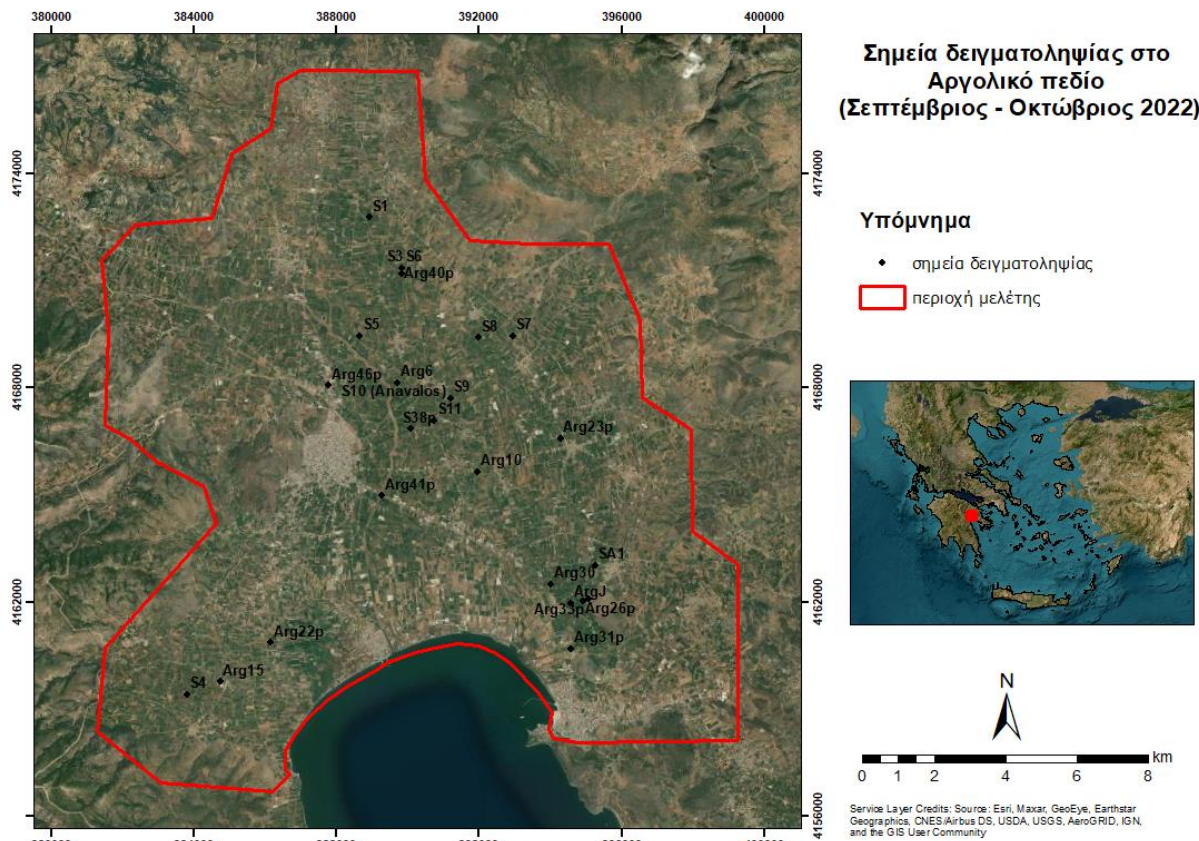 380000 384000 388000 392000 396000 400000
Σημεία δειγματοληψίας στο
Αργολικό πεδίο
(Σεπτέμβριος - Οκτώβριος 2022)
4174000
4174000
S1
Υπόμνημα
S3 S6
Arg40p
σημεία δειγματοληψίας
περιοχή μελέτης
S5
S8
S7
4168000
4168000
Arg46p
Arg6
S10 (Anavalos)
S9
S11
S38p
Arg23p
Arg10
Arg41p
SA1
Arg30
ArgJ
4162000
4162000
Arg33p
Arg26p
Arg22p
Arg31p
Arg15
S4
N
km
0 1 2 4 6 8
4156000
4156000
Service Layer Credits: Source: Esri, Maxar, GeoEye, Earthstar
Geographics, CNES/Airbus DS, USDA, USGS, AeroGRID, IGN,
and the GIS User Community